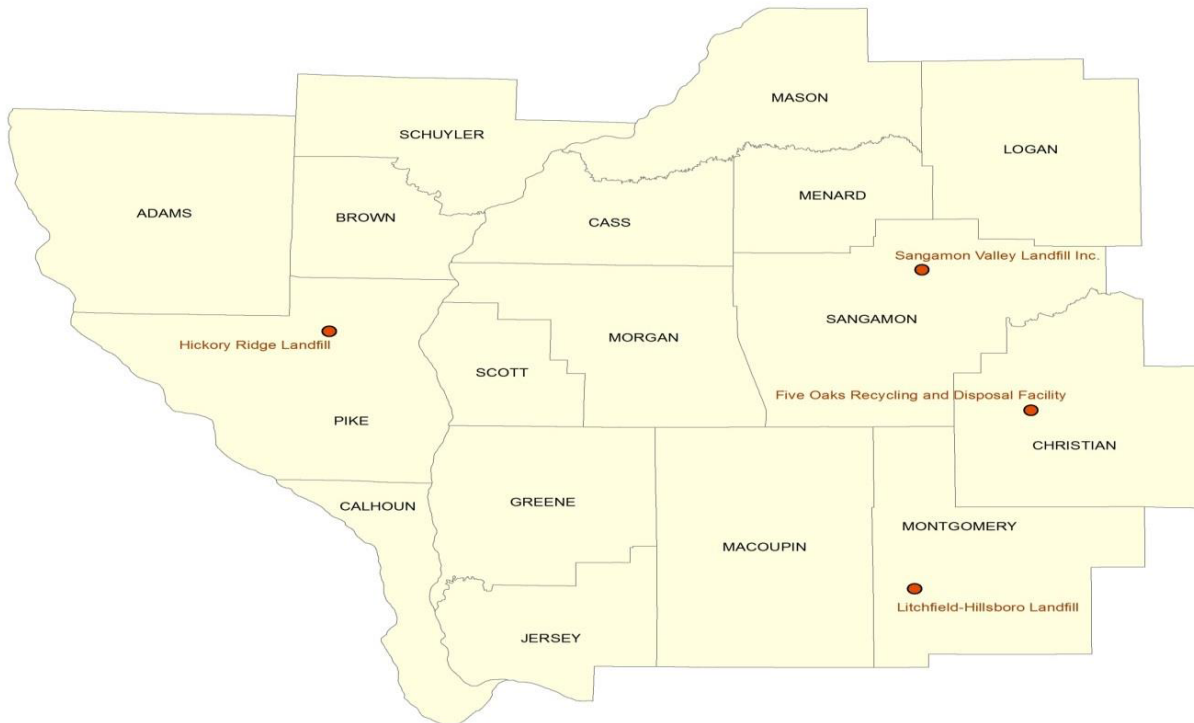 MASON
SCHUYLER
LOGAN
MENARD
ADAMS
BROWN
CASS
Sangamon Valley Landfill Inc.
SANGAMON
Hickory Ridge Landfill
MORGAN
SCOTT
Five Oaks Recycling and Disposal Facility
PIKE
CHRISTIAN
CALHOUN
GREENE
MONTGOMERY
MACOUPIN
Litchfield-Hillsboro Landfill
JERSEY